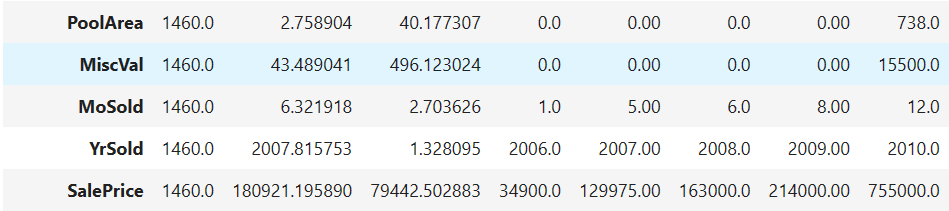 PoolArea 1460.0 2.758904 40.177307 0.0 0.00 0.0 0.00 738.0
MiscVal 1460.0 43.489041 496.123024 0.0 0.00 0.0 0.00 15500.0
MoSold 1460.0 6.321918 2.703626 1.0 5.00 6.0 8.00 12.0
YrSold 1460.0 2007.815753 1.328095 2006.0 2007.00 2008.0 2009.00 2010.0
SalePrice 1460.0 180921.195890 79442.502883 34900.0 129975.00 163000.0 214000.00 755000.0